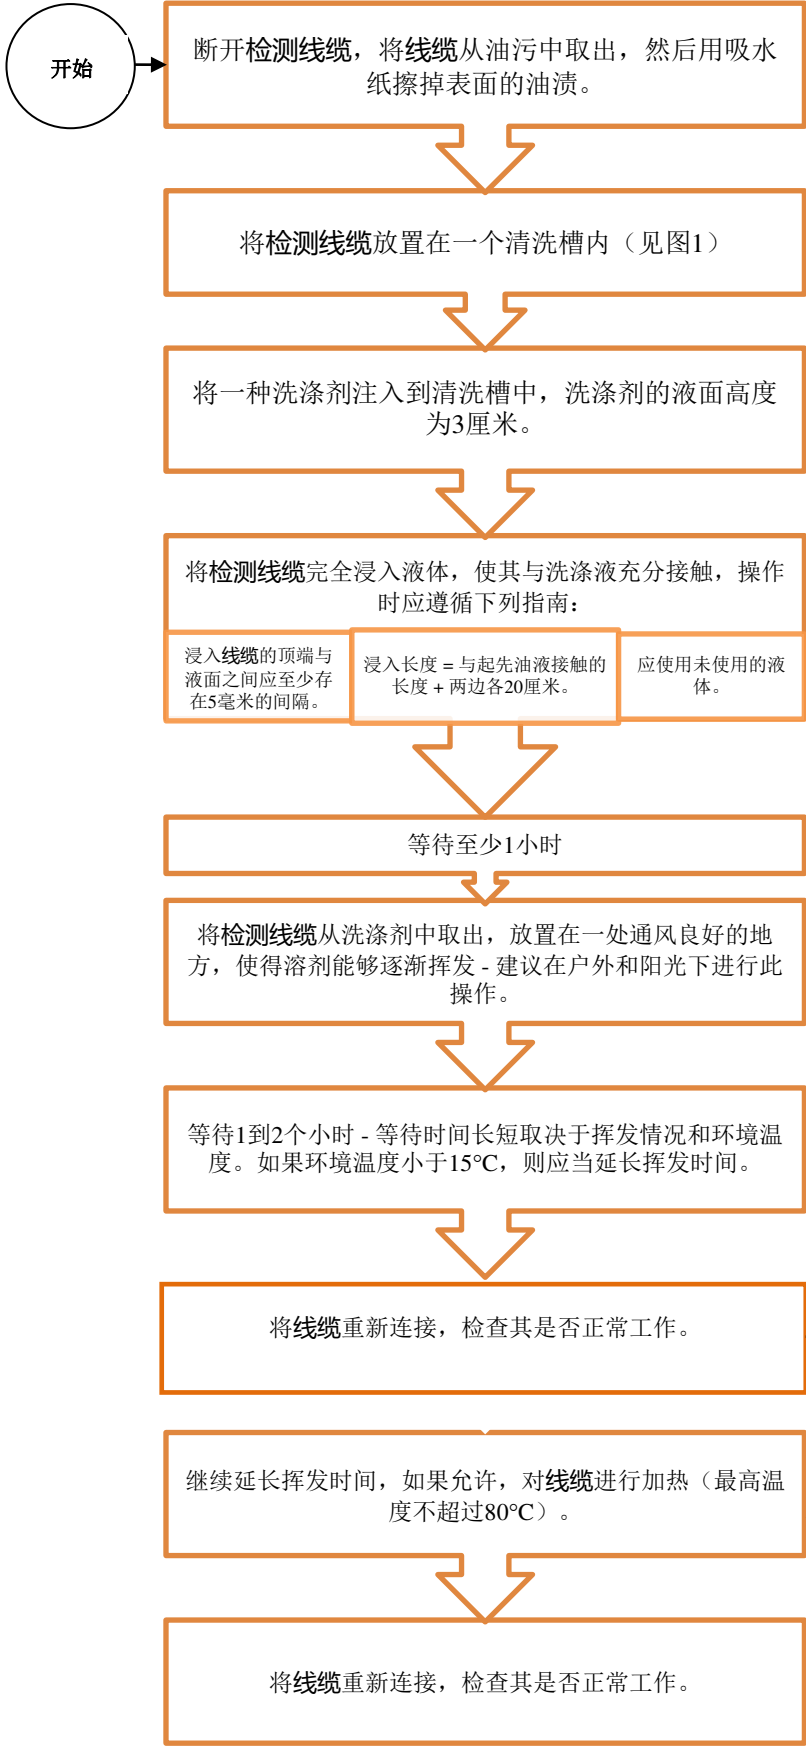 开始
断开检测线缆，将线缆从油污中取出，然后用吸水
纸擦掉表面的油渍。
将检测线缆放置在一个清洗槽内（见图1）
将一种洗涤剂注入到清洗槽中，洗涤剂的液面高度
为3厘米。
将检测线缆完全浸入液体，使其与洗涤液充分接触，操作
时应遵循下列指南：
浸入线缆的顶端与
液面之间应至少存
在5毫米的间隔。
浸入长度 = 与起先油液接触的
长度 + 两边各20厘米。
应使用未使用的液
体。
等待至少1小时
将检测线缆从洗涤剂中取出，放置在一处通风良好的地
方，使得溶剂能够逐渐挥发 - 建议在户外和阳光下进行此
操作。
等待1到2个小时 - 等待时间长短取决于挥发情况和环境温
度。如果环境温度小于15°C，则应当延长挥发时间。
将线缆重新连接，检查其是否正常工作。
继续延长挥发时间，如果允许，对线缆进行加热（最高温
度不超过80°C）。
将线缆重新连接，检查其是否正常工作。